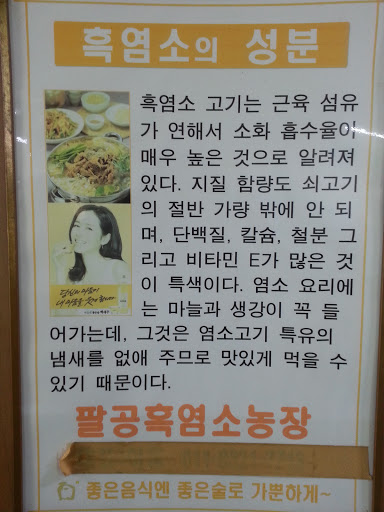 흑염소의 성분
흑염소 고기는 근육 섬유
가 연해서 소화 흡수율이
매우 높은 것으로 알려져
있다. 지질 함량도 쇠고기
의 절반 가량 밖에 안 되
며, 단백질, 칼슘, 철분 그
리고 비타민 E가 많은 것
이 특색이다. 염소 요리에
는 마늘과 생강이 꼭 들
어가는데, 그것은 염소고기 특유의
냄새를 없애 주므로 맛있게 먹을 수
있기 때문이다.
팔공흑염소농장
좋은음식엔 좋은술로 가뿐하게~